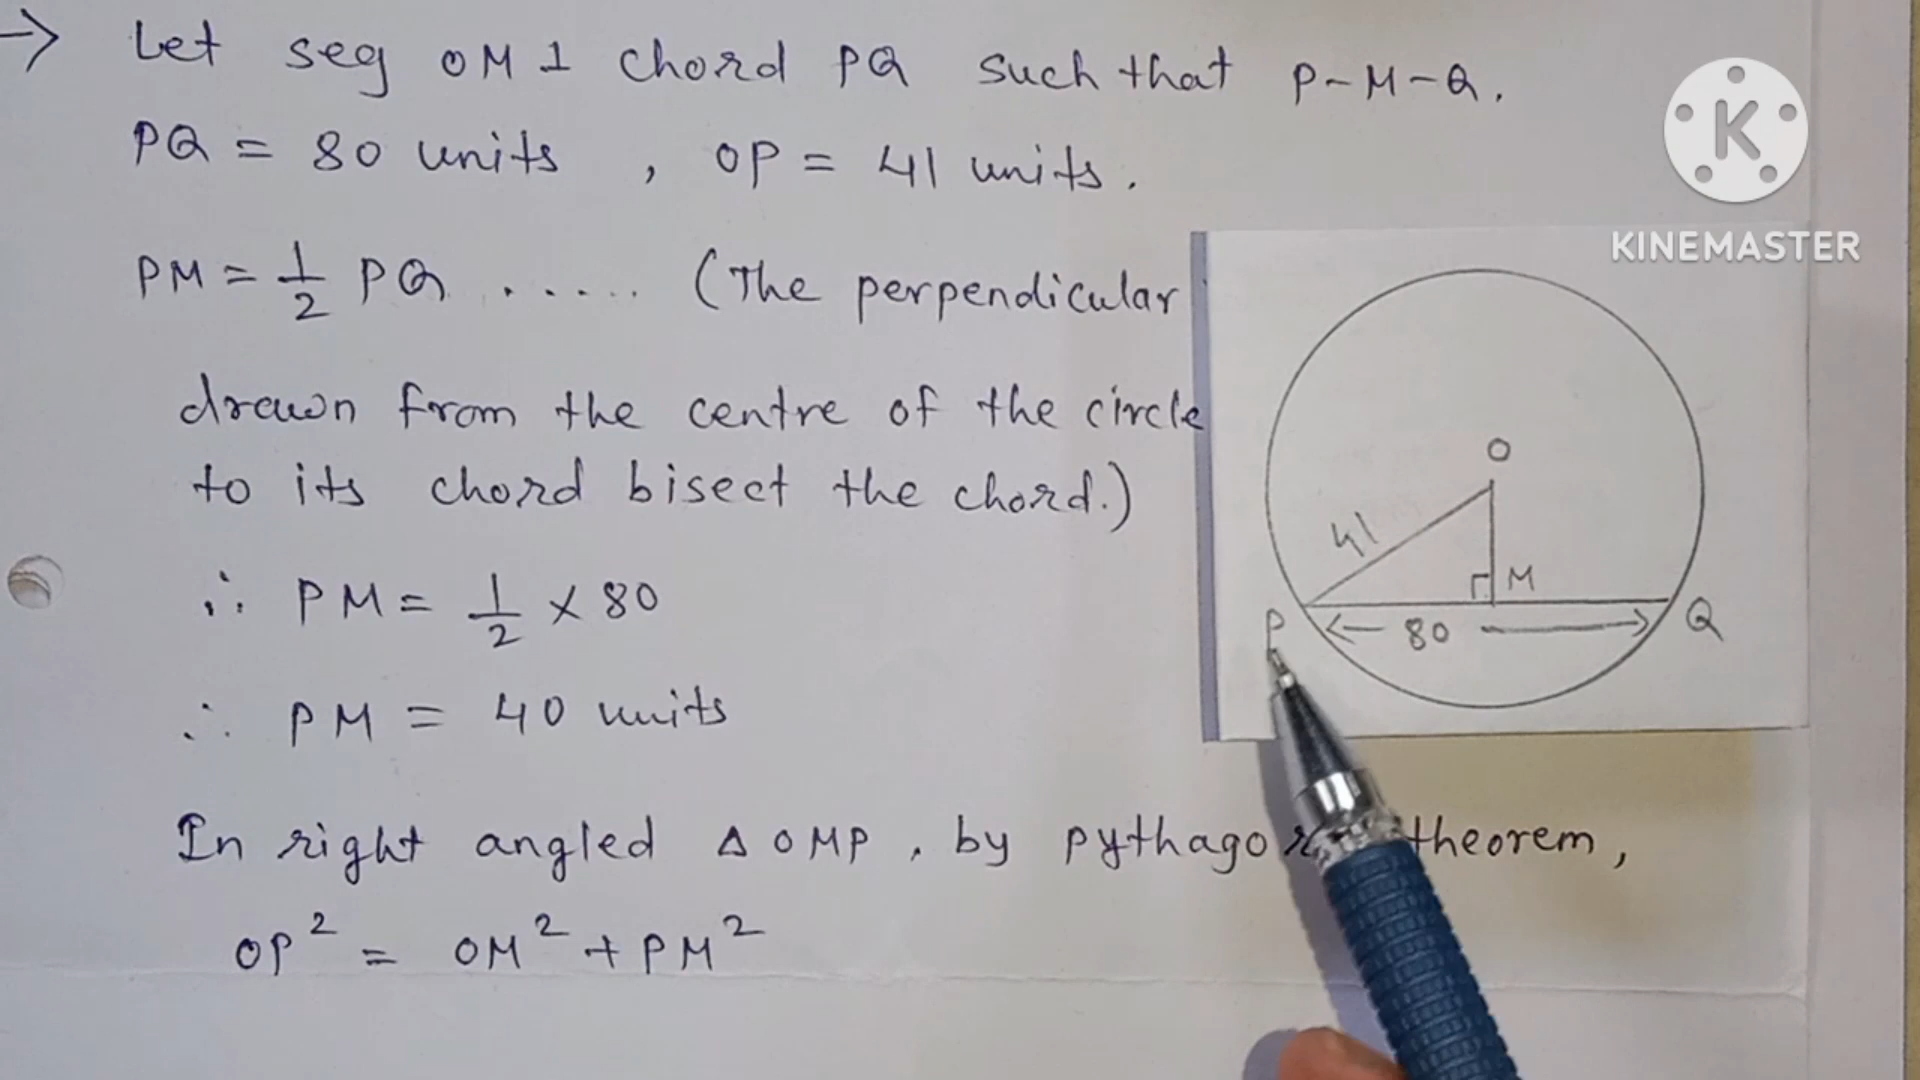 → Let seg OM ⊥ chord PQ such that P-M-Q.
PQ = 80 units , OP = 41 units.
PM = 1/2 PQ ..... (The perpendicular
drawn from the centre of the circle
to its chord bisect the chord.)
∴ PM = 1/2 × 80
∴ PM = 40 units
In right angled Δ OMP, by theorem,
OP² = OM² + PM²
K
KINEMASTER
O
41
M
P
80
Q